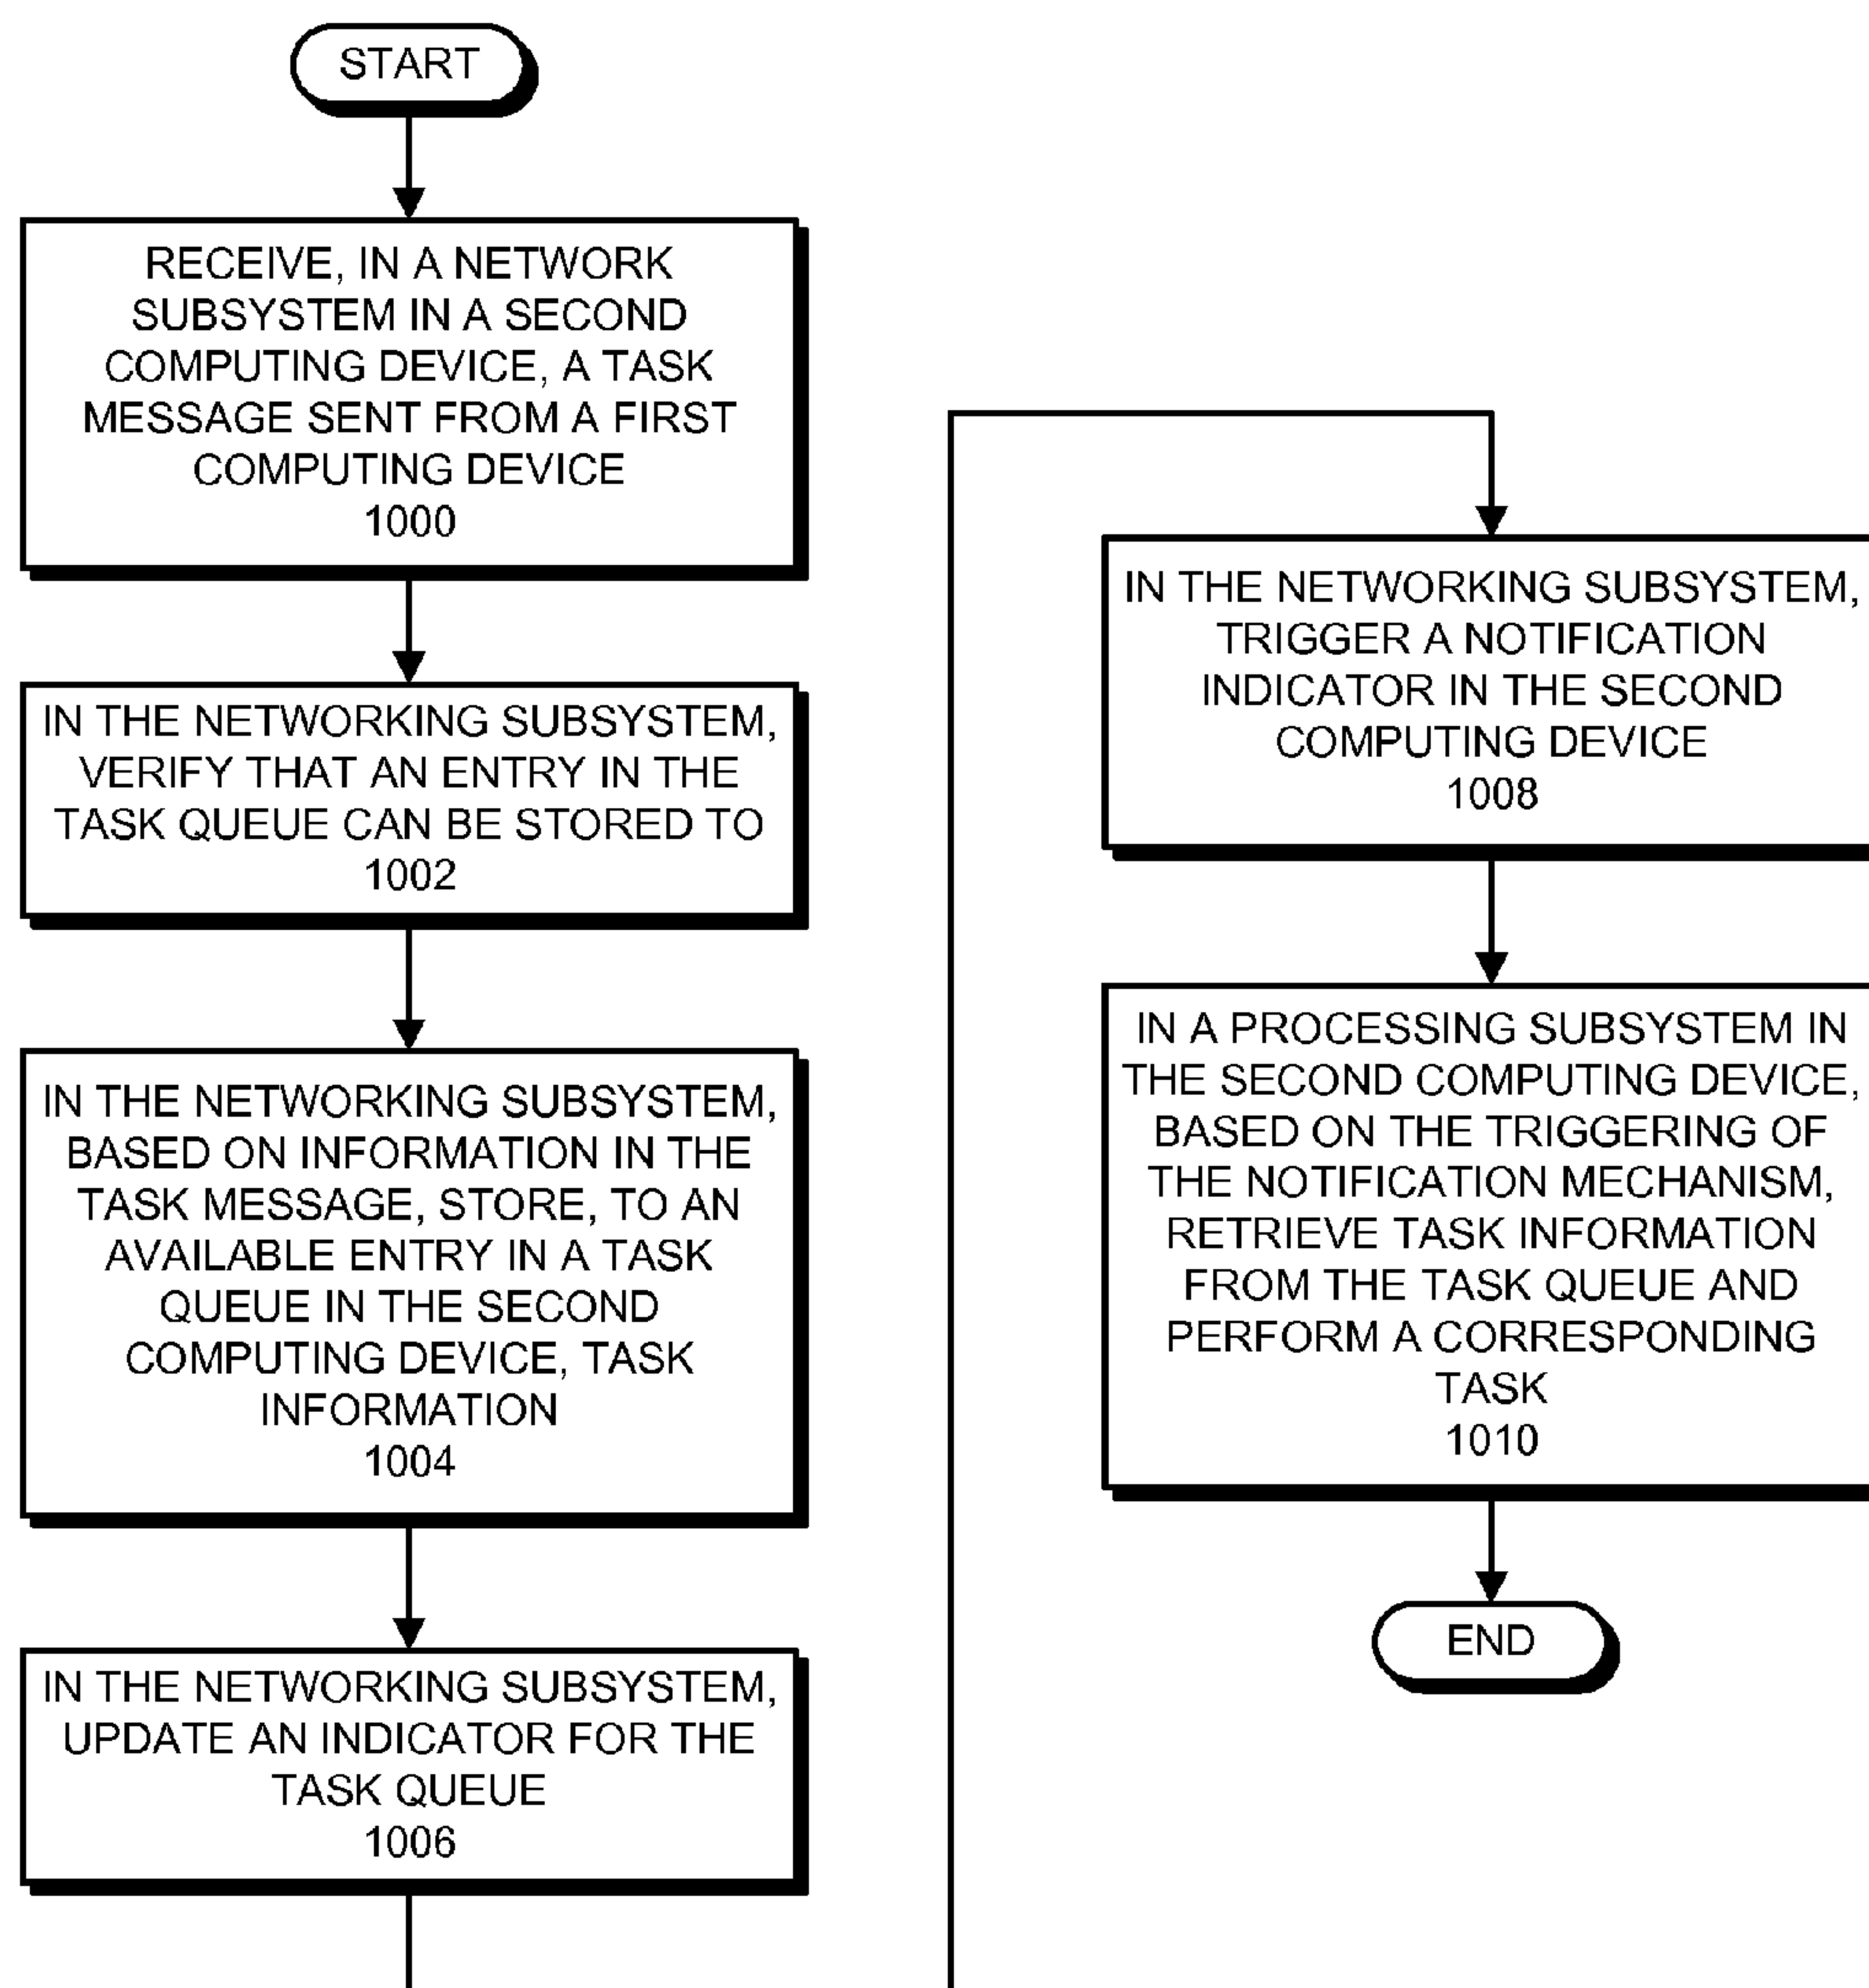 START
RECEIVE, IN A NETWORK
SUBSYSTEM IN A SECOND
COMPUTING DEVICE, A TASK
MESSAGE SENT FROM A FIRST
COMPUTING DEVICE
1000
IN THE NETWORKING SUBSYSTEM,
VERIFY THAT AN ENTRY IN THE
TASK QUEUE CAN BE STORED TO
1002
IN THE NETWORKING SUBSYSTEM,
BASED ON INFORMATION IN THE
TASK MESSAGE, STORE, TO AN
AVAILABLE ENTRY IN A TASK
QUEUE IN THE SECOND
COMPUTING DEVICE, TASK
INFORMATION
1004
IN THE NETWORKING SUBSYSTEM,
UPDATE AN INDICATOR FOR THE
TASK QUEUE
1006
IN THE NETWORKING SUBSYSTEM,
TRIGGER A NOTIFICATION
INDICATOR IN THE SECOND
COMPUTING DEVICE
1008
IN A PROCESSING SUBSYSTEM IN
THE SECOND COMPUTING DEVICE,
BASED ON THE TRIGGERING OF
THE NOTIFICATION MECHANISM,
RETRIEVE TASK INFORMATION
FROM THE TASK QUEUE AND
PERFORM A CORRESPONDING
TASK
1010
END